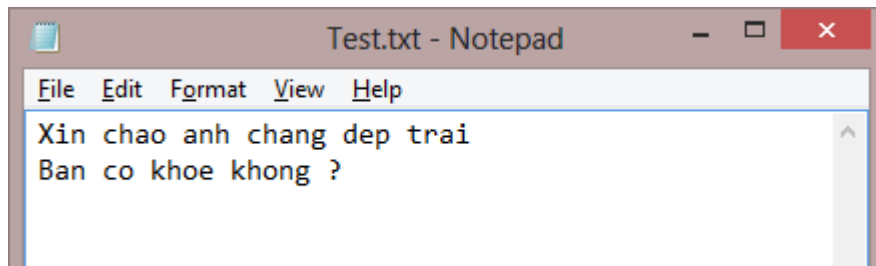 Test.txt - Notepad
File Edit Format View Help
Xin chao anh chang dep trai
Ban co khoe khong ?